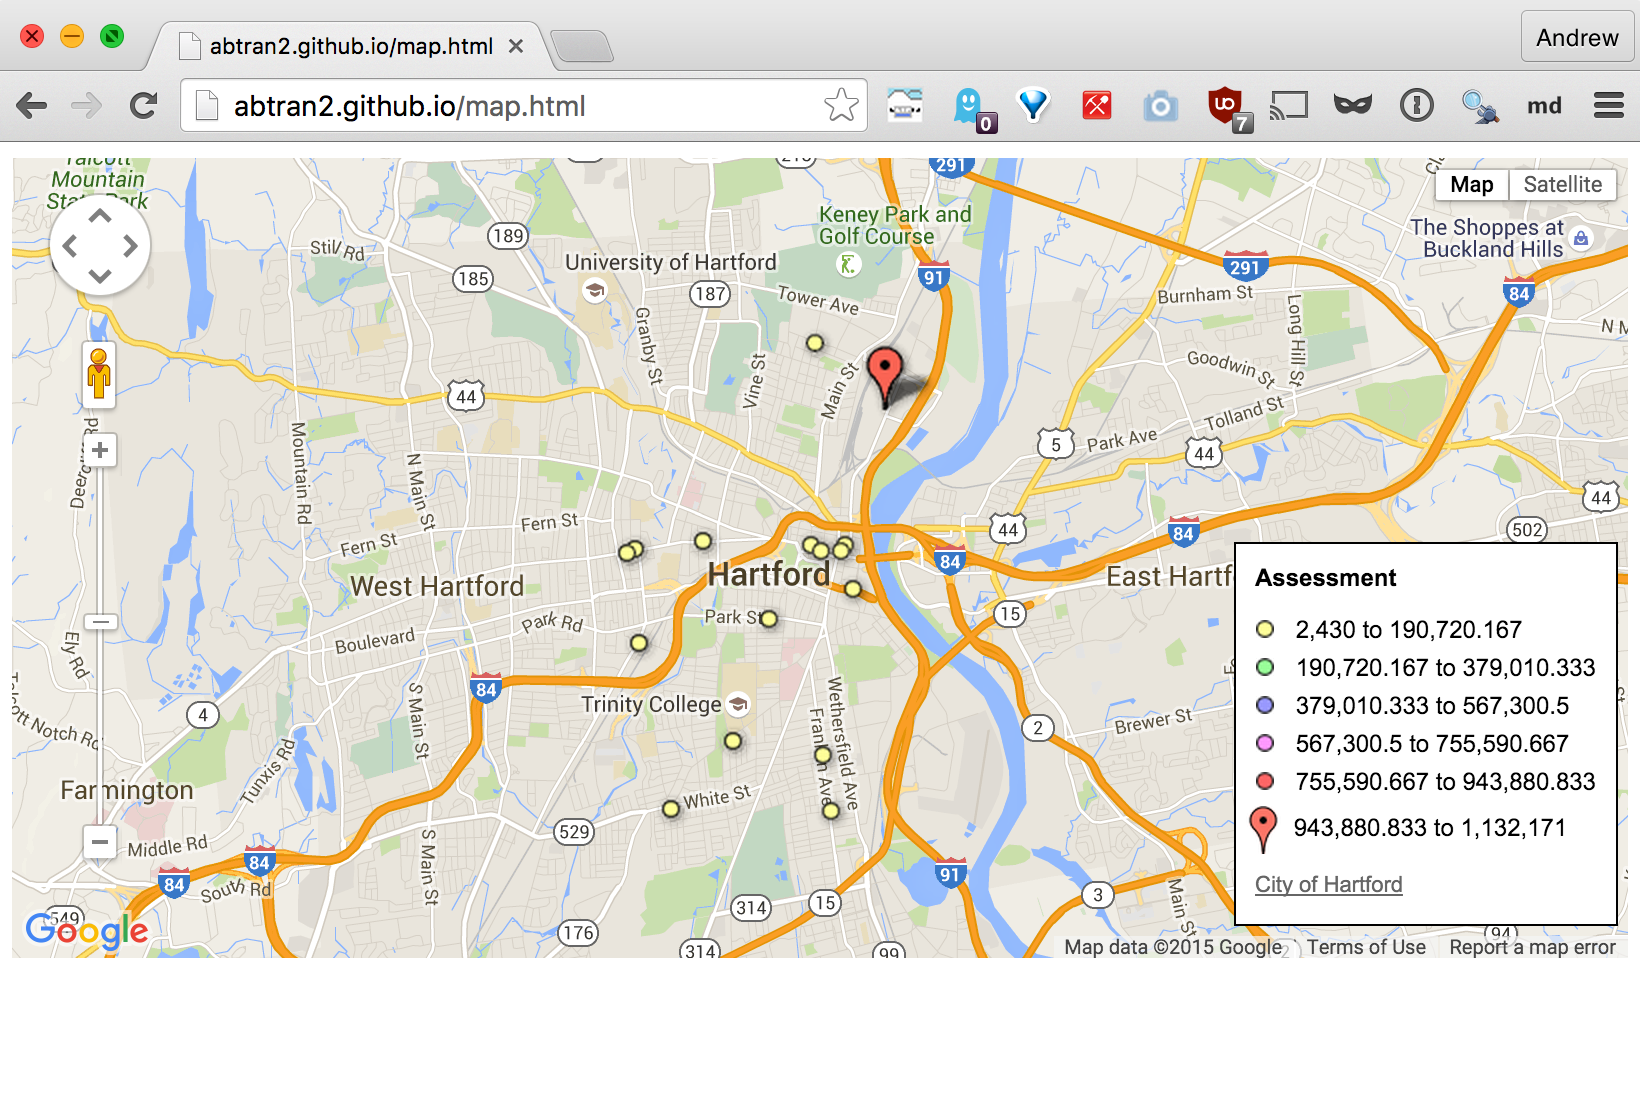 abtran2.github.io/map.html
Andrew
abtran2.github.io/map.html
0
UO
7
md
Talcott
Mountain
State Park
Still Rd
189
185
University of Hartford
187
Keney Park and
Golf Course
Tower Ave
91
291
291
Map
Satellite
The Shoppes at
Buckland Hills
84
Burnham St
Long Hill St
Goodwin St
Tolland St
Park Ave
5
44
44
502
Granby St
Vine St
Main St
44
Mountain Rd
N Main St
Fern St
Fern St
44
84
84
West Hartford
Hartford
East Hartf
Park St
Park Rd
Boulevard
15
84
Ely Rd
4
S Main St
Trinity College
Wethersfield Ave
Franklin Ave
2
Brewer St
Tunxis Rd
Farmington
White St
529
Middle Rd
84
84
South Rd
S Main St
91
3
Main St
549
Google
176
314
314
15
99
94
Assessment
2,430 to 190,720.167
190,720.167 to 379,010.333
379,010.333 to 567,300.5
567,300.5 to 755,590.667
755,590.667 to 943,880.833
943,880.833 to 1,132,171
City of Hartford
Map data ©2015 Google
Terms of Use
Report a map error